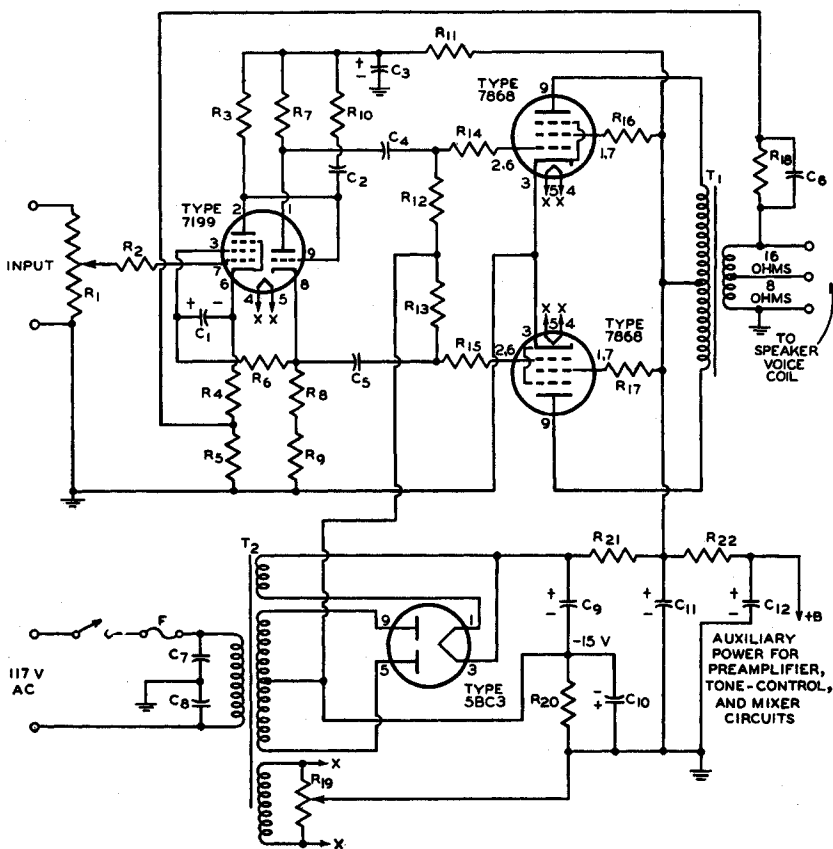 R11
+
-
C3
TYPE
7868
9
R3
R7
R10
R14
R16
C4
2,6
1,7
R18
C6
C2
3
5 4
X X
T1
TYPE
7199
2
1
R12
3
7
9
INPUT
R2
6
4 5
8
16
OHMS
8
OHMS
R1
X X
X X
+ -
C1
R13
3 5 4
TYPE
7868
TO
SPEAKER
VOICE
COIL
R6
C5
R15
2,6
1,7
R4
R8
R17
R5
R9
9
T2
R21
R22
9
1
+
-
C9
+
-
C11
+
-
C12
+B
F
117 V
AC
C7
C8
5
3
TYPE
5BC3
-15 V
R20
-
+
C10
AUXILIARY
POWER FOR
PREAMPLIFIER,
TONE-CONTROL,
AND MIXER
CIRCUITS
X
R19
X